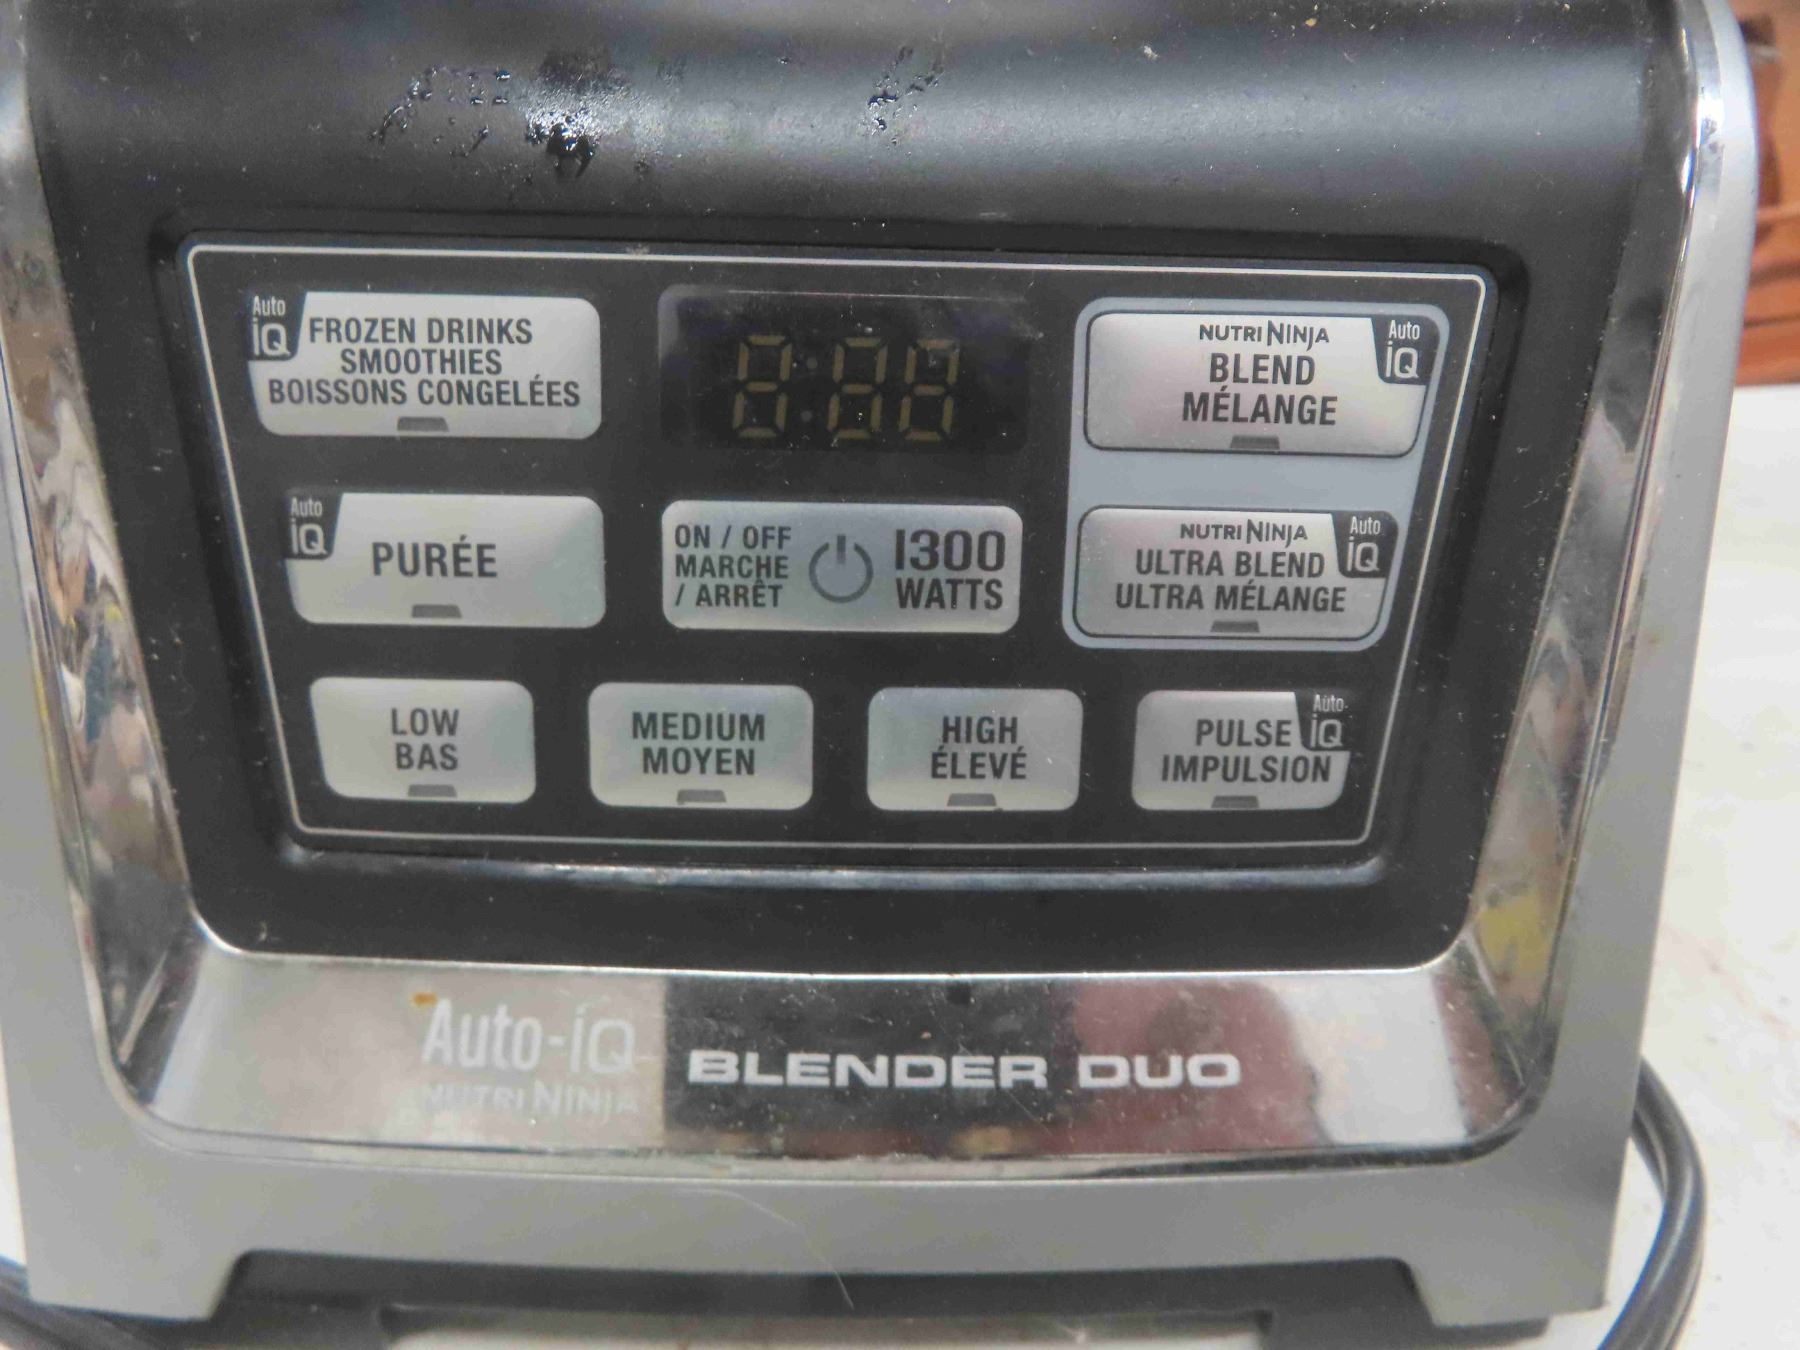 Auto
iQ
FROZEN DRINKS
SMOOTHIES
BOISSONS CONGELÉES
8:88
NUTRI NINJA
Auto
iQ
BLEND
MÉLANGE
Auto
iQ
PURÉE
ON / OFF
MARCHE
/ ARRÊT
1300
WATTS
NUTRI NINJA
Auto
iQ
ULTRA BLEND
ULTRA MÉLANGE
LOW
BAS
MEDIUM
MOYEN
HIGH
ÉLEVÉ
Auto-
iQ
PULSE
IMPULSION
Auto-iQ
NUTRI NINJA
BLENDER DUO